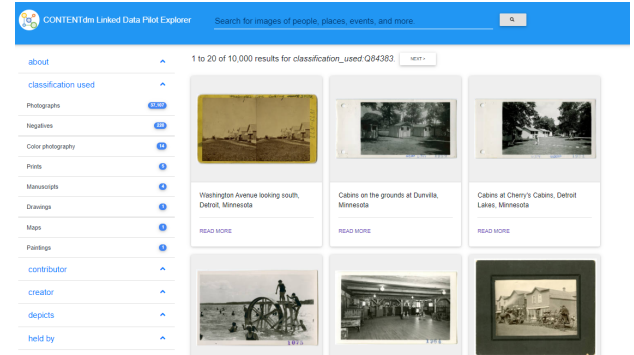 CONTENTdm Linked Data Pilot Explorer
Search for images of people, places, events, and more.
about
classification used
Photographs 37,107
Negatives
Color photography 14
Prints
Manuscripts 4
Drawings
Maps
Paintings
contributor
creator
depicts
held by
1 to 20 of 10,000 results for classification_used:Q84383.
NEXT >
Washington Avenue looking south,
Detroit, Minnesota
READ MORE
Cabins on the grounds at Dunvilla,
Minnesota
READ MORE
Cabins at Cherry's Cabins, Detroit
Lakes, Minnesota
READ MORE
1075